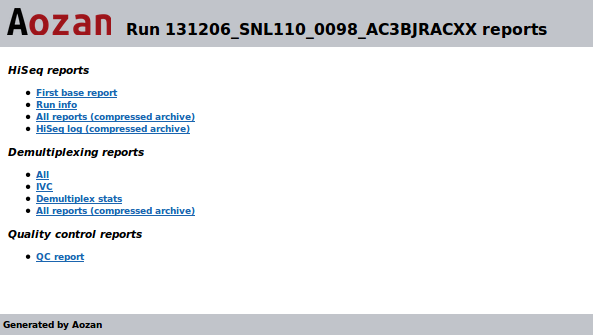 Aozan Run 131206_SNL110_0098_AC3BJRACXX reports
HiSeq reports
First base report
Run info
All reports (compressed archive)
HiSeq log (compressed archive)
Demultiplexing reports
All
IVC
Demultiplex stats
All reports (compressed archive)
Quality control reports
QC report
Generated by Aozan